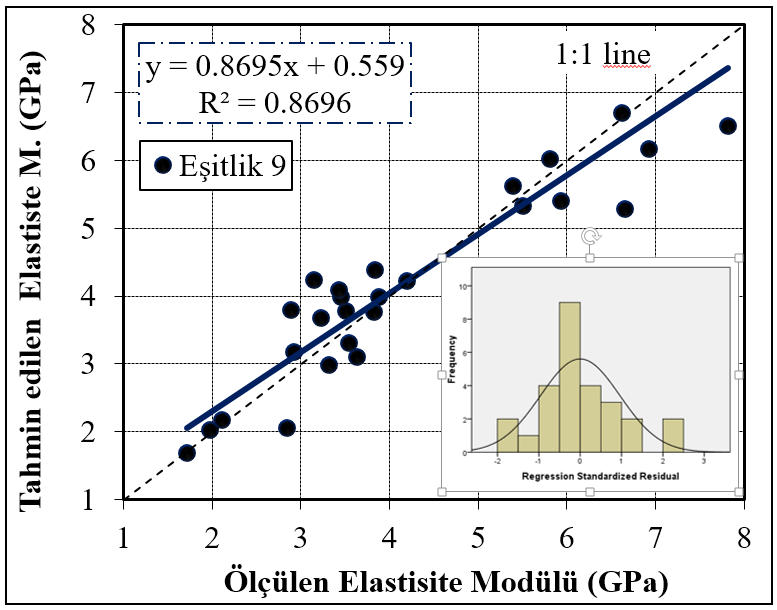 y = 0.8695x + 0.559
R² = 0.8696
1:1 line
Eşitlik 9
Tahmin edilen Elastiste M. (GPa)
8
7
6
5
4
3
2
1
1 2 3 4 5 6 7 8
Ölçülen Elastisite Modülü (GPa)
Frequency
10
8
6
4
2
0
-2 -1 0 1 2 3
Regression Standardized Residual